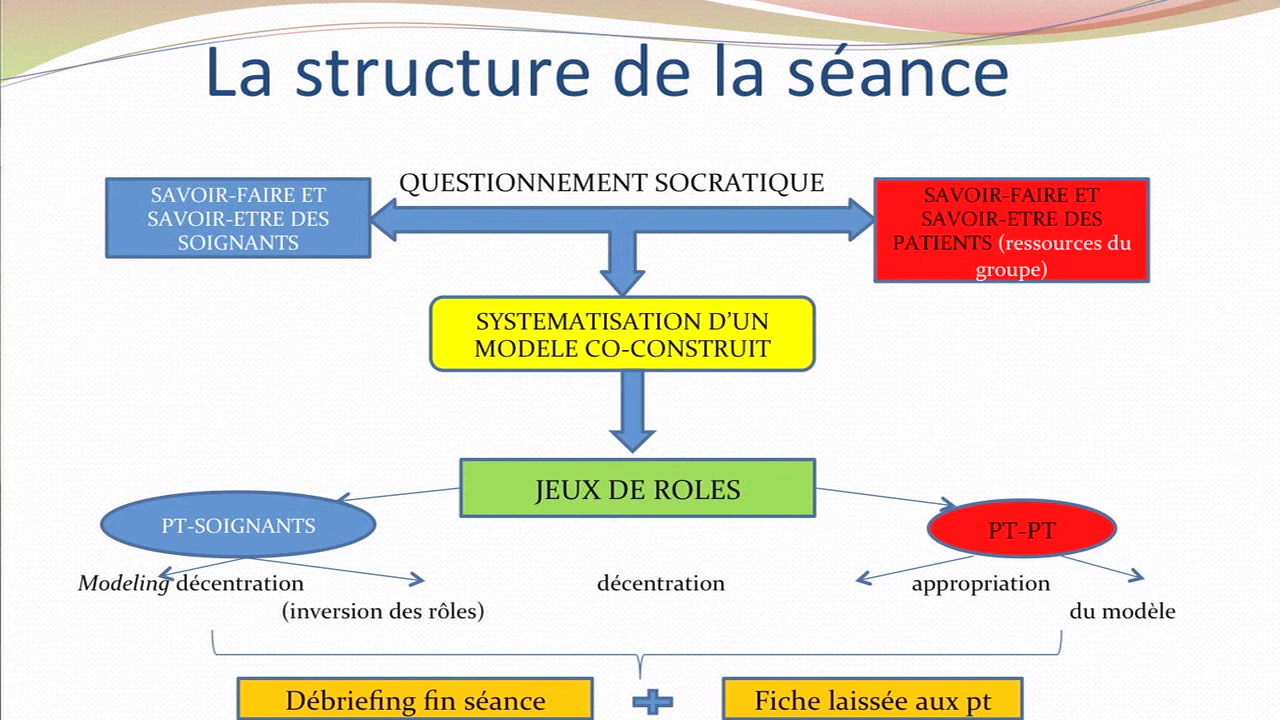 La structure de la séance
QUESTIONNEMENT SOCRATIQUE
SAVOIR-FAIRE ET
SAVOIR-ETRE DES
SOIGNANTS
SAVOIR-FAIRE ET
SAVOIR-ETRE DES
PATIENTS (ressources du
groupe)
SYSTEMATISATION D’UN
MODELE CO-CONSTRUIT
JEUX DE ROLES
PT-SOIGNANTS
PT-PT
Modeling décentration décentration appropriation
(inversion des rôles) du modèle
Débriefing fin séance
Fiche laissée aux pt